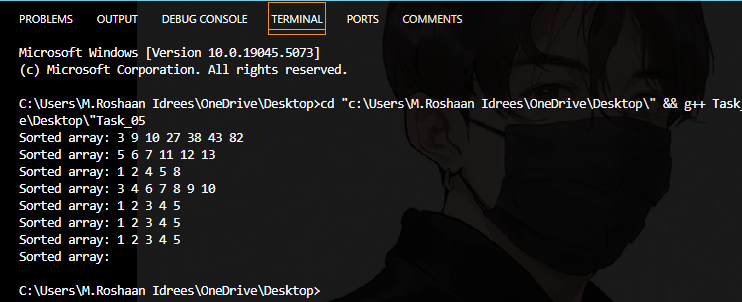 PROBLEMS OUTPUT DEBUG CONSOLE TERMINAL PORTS COMMENTS
Microsoft Windows [Version 10.0.19045.5073]
(c) Microsoft Corporation. All rights reserved.
C:\Users\M.Roshaan Idrees\OneDrive\Desktop>cd "c:\Users\M.Roshaan Idrees\OneDrive\Desktop\" && g++ Task_
e\Desktop\"Task_05
Sorted array: 3 9 10 27 38 43 82
Sorted array: 5 6 7 11 12 13
Sorted array: 1 2 4 5 8
Sorted array: 3 4 6 7 8 9 10
Sorted array: 1 2 3 4 5
Sorted array: 1 2 3 4 5
Sorted array: 1 2 3 4 5
Sorted array:
C:\Users\M.Roshaan Idrees\OneDrive\Desktop>